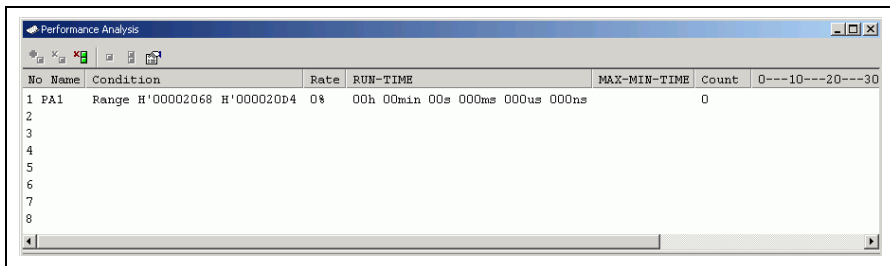 Performance Analysis
No Name Condition Rate RUN-TIME MAX-MIN-TIME Count 0---10---20---30
1 PA1 Range H'00002068 H'000020D4 0% 00h 00min 00s 000ms 000us 000ns 0
2
3
4
5
6
7
8